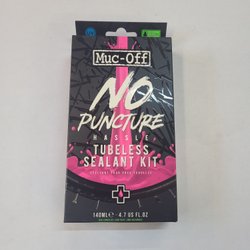 Muc-Off
NO
PUNCTURE
HASSLE
TUBELESS
SEALANT KIT
140ML 4.7 US FL.OZ